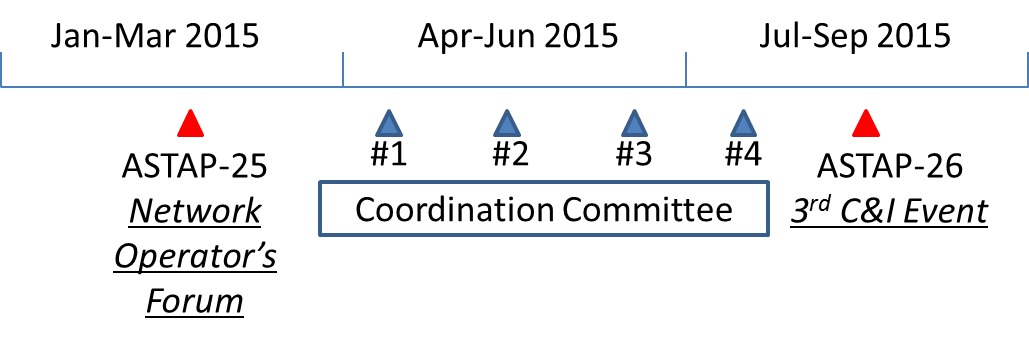 Jan-Mar 2015
Apr-Jun 2015
Jul-Sep 2015
#1
#2
#3
#4
ASTAP-25
Network
Operator’s
Forum
Coordination Committee
ASTAP-26
3rd C&I Event